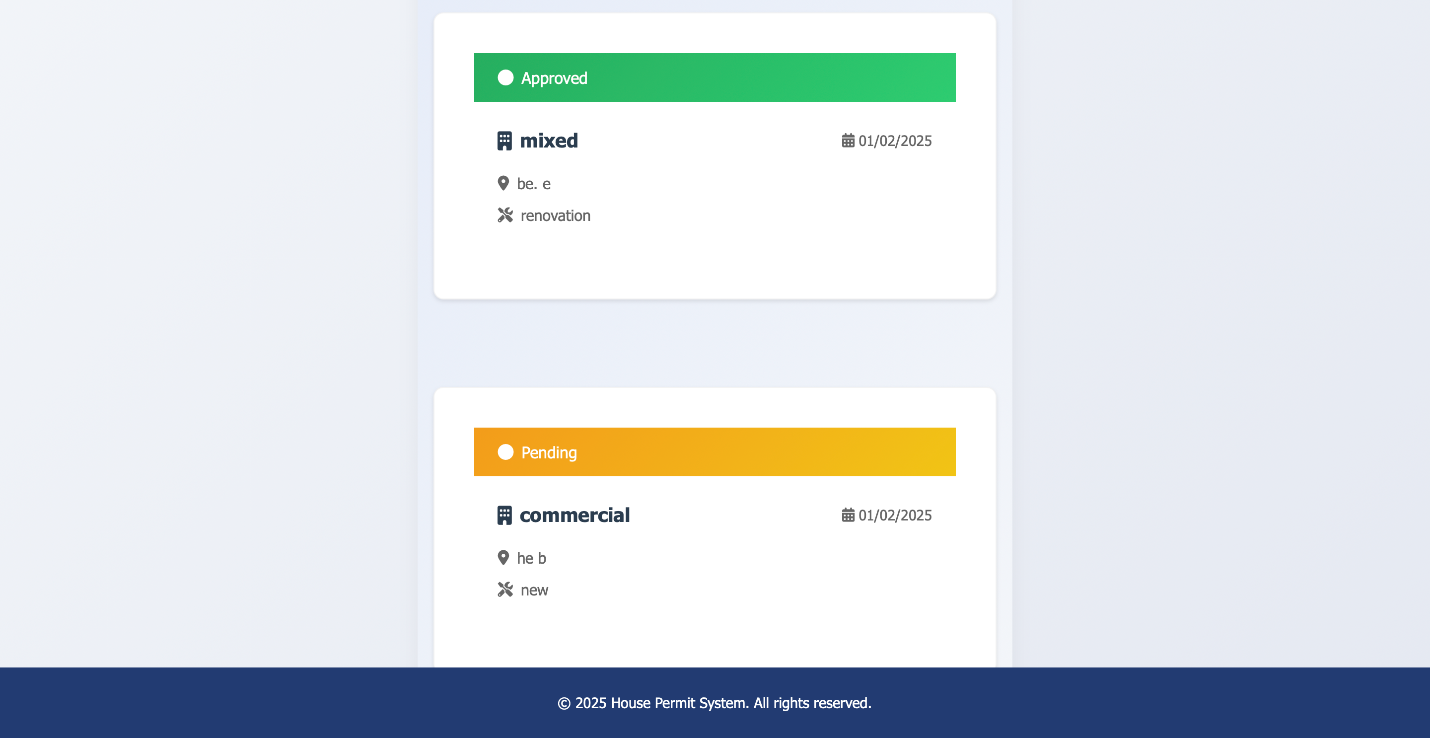 Approved
mixed 01/02/2025
be. e
renovation
Pending
commercial 01/02/2025
he b
new
© 2025 House Permit System. All rights reserved.